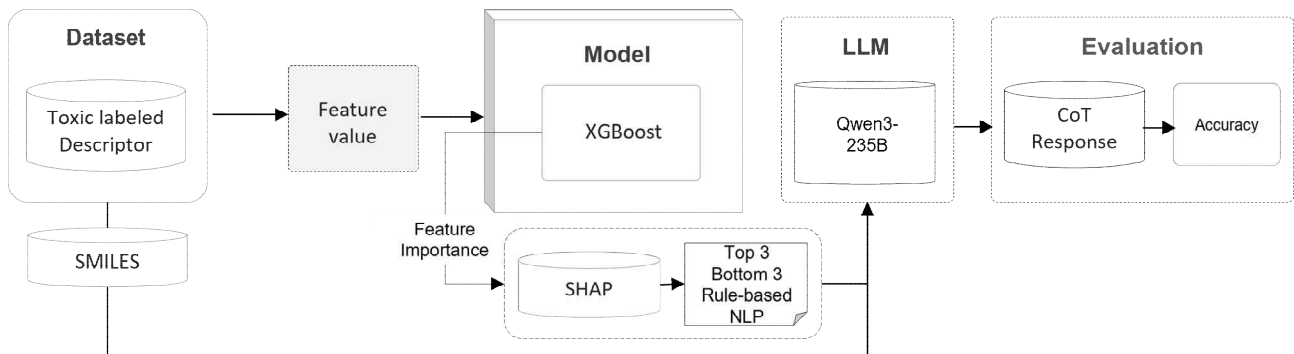 Dataset
Toxic labeled
Descriptor
SMILES
Feature
value
Model
XGBoost
Feature
Importance
SHAP
Top 3
Bottom 3
Rule-based
NLP
LLM
Qwen3-
235B
Evaluation
CoT
Response
Accuracy